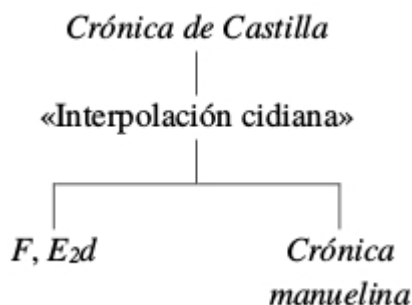 Crónica de Castilla
«Interpolación cidiana»
F, E2d
Crónica
manuelina